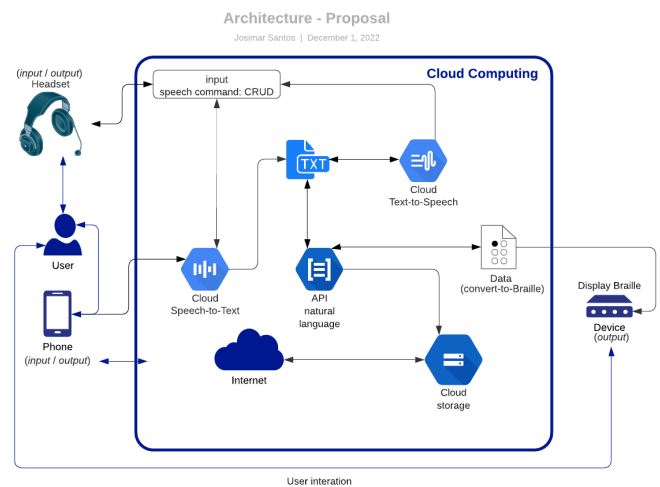 Architecture - Proposal
Josimar Santos | December 1, 2022
Cloud Computing
(input / output)
Headset
input
speech command: CRUD
TXT
Cloud
Text-to-Speech
User
Cloud
Speech-to-Text
API
natural
language
Data
(convert-to-Braille)
Display Braille
Device
(output)
Phone
(input / output)
Internet
Cloud
storage
User interation